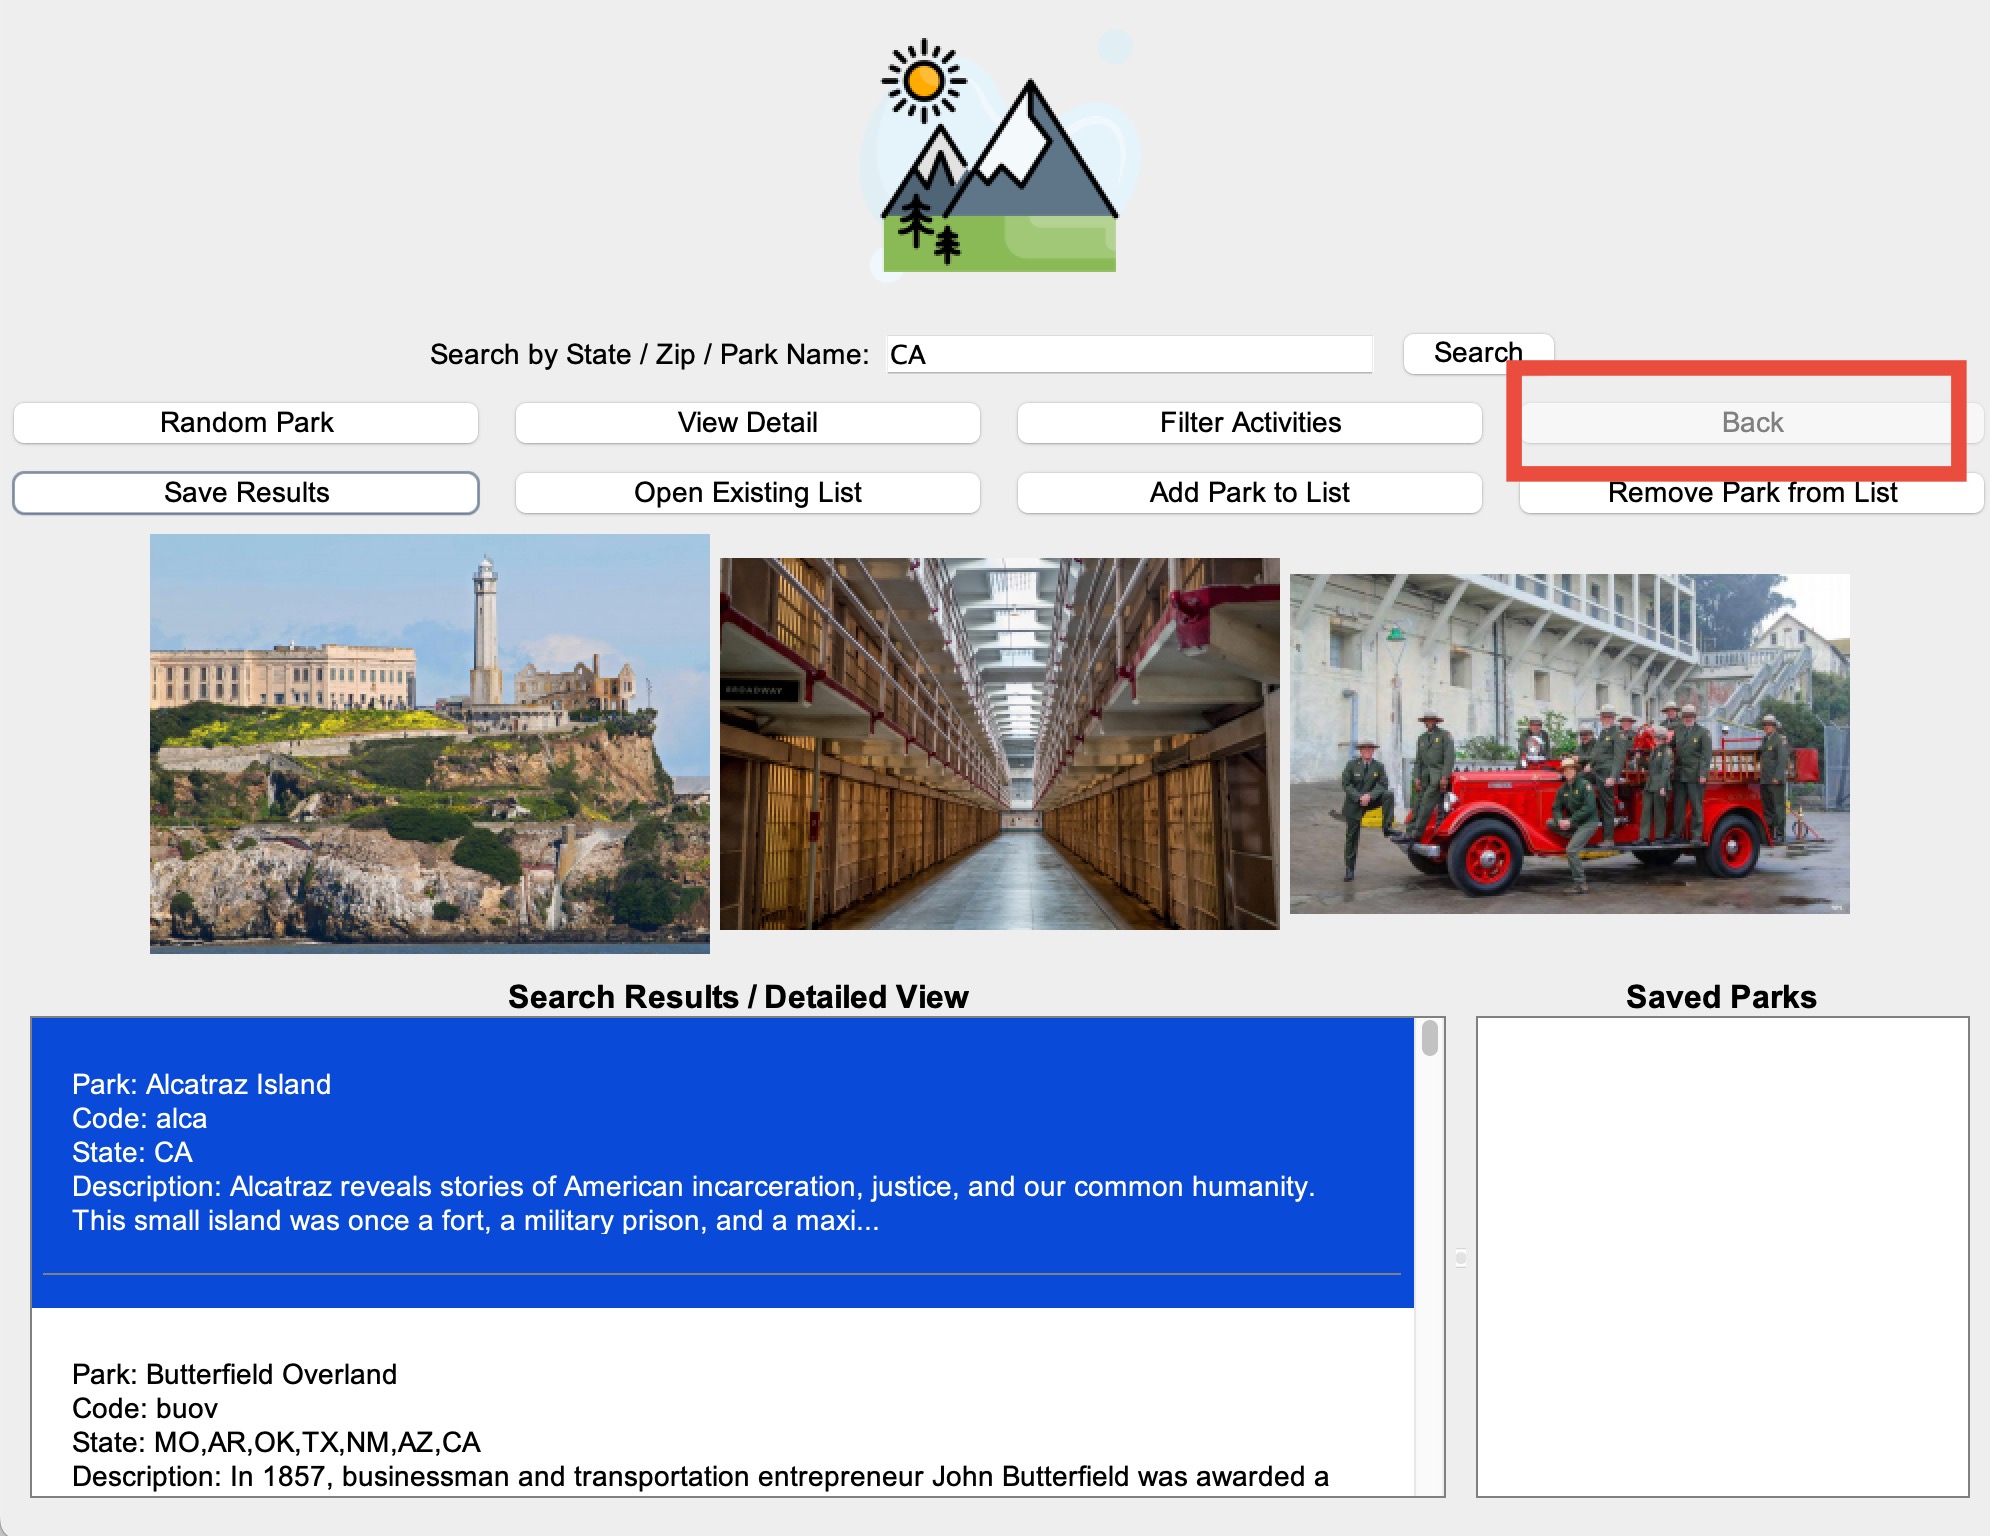 Search by State / Zip / Park Name: CA Search
Random Park View Detail Filter Activities Back
Save Results Open Existing List Add Park to List Remove Park from List
BROADWAY
Search Results / Detailed View
Saved Parks
Park: Alcatraz Island
Code: alca
State: CA
Description: Alcatraz reveals stories of American incarceration, justice, and our common humanity.
This small island was once a fort, a military prison, and a maxi...
Park: Butterfield Overland
Code: buov
State: MO,AR,OK,TX,NM,AZ,CA
Description: In 1857, businessman and transportation entrepreneur John Butterfield was awarded a